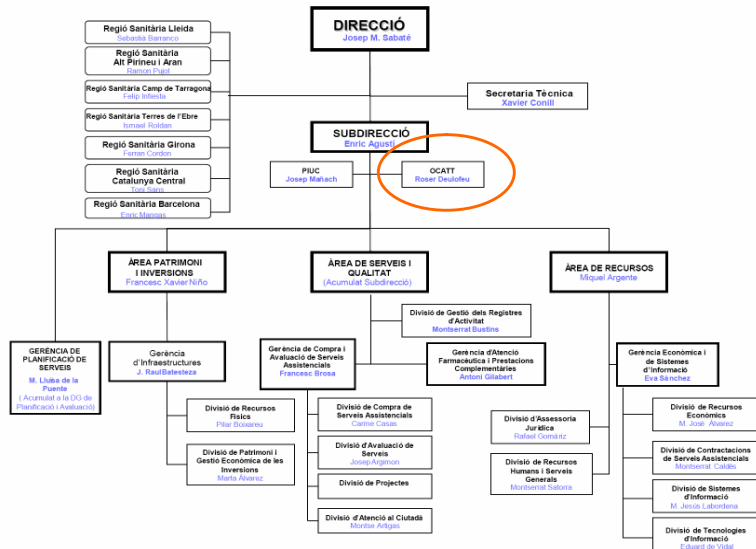 DIRECCIÓ
Josep M. Sabaté
Regió Sanitària Lleida
Sebastià Barranco
Regió Sanitària
Alt Pirineu i Aran
Ramon Pujol
Regió Sanitària Camp de Tarragona
Felip Infiesta
Regió Sanitària Terres de l'Ebre
Ismael Roldan
Regió Sanitària Girona
Ferran Cordon
Regió Sanitària
Catalunya Central
Toni Sans
Regió Sanitària Barcelona
Enric Mangas
Secretaria Tècnica
Xavier Conill
SUBDIRECCIÓ
Enric Agustí
PIUC
Josep Mañach
OCATT
Roser Deulofeu
ÀREA PATRIMONI
I INVERSIONS
Francesc Xavier Niño
ÀREA DE SERVEIS I
QUALITAT
(Acumulat Subdirecció)
ÀREA DE RECURSOS
Miquel Argente
GERÈNCIA DE
PLANIFICACIÓ DE
SERVEIS
M. Lluïsa de la
Puente
( Acumulat a la DG de
Planificació i Avaluació)
Gerència
d'Infraestructures
J. Raul Batesteza
Divisió de Recursos
Físics
Pilar Boixareu
Divisió de Patrimoni i
Gestió Econòmica de les
Inversions
Marta Álvarez
Divisió de Gestió dels Registres
d'Activitat
Montserrat Bustins
Gerència de Compra i
Avaluació de Serveis
Assistencials
Francesc Brosa
Gerència d'Atenció
Farmacèutica i Prestacions
Complementàries
Antoni Gilabert
Divisió de Compra de
Serveis Assistencials
Carme Casas
Divisió d'Avaluació de
Serveis
Josep Argimon
Divisió de Projectes
Divisió d'Atenció al Ciutadà
Montse Artigas
Gerència Econòmica i
de Sistemes
d'Informació
Eva Sànchez
Divisió d'Assessoria
Jurídica
Rafael Gomáriz
Divisió de Recursos
Humans i Serveis
Generals
Montserrat Satorra
Divisió de Recursos
Econòmics
M. José Álvarez
Divisió de Contractacions
de Serveis Assistencials
Montserrat Caldés
Divisió de Sistemes
d'Informació
M. Jesús Labordena
Divisió de Tecnologies
d'Informació
Eduard de Vidal